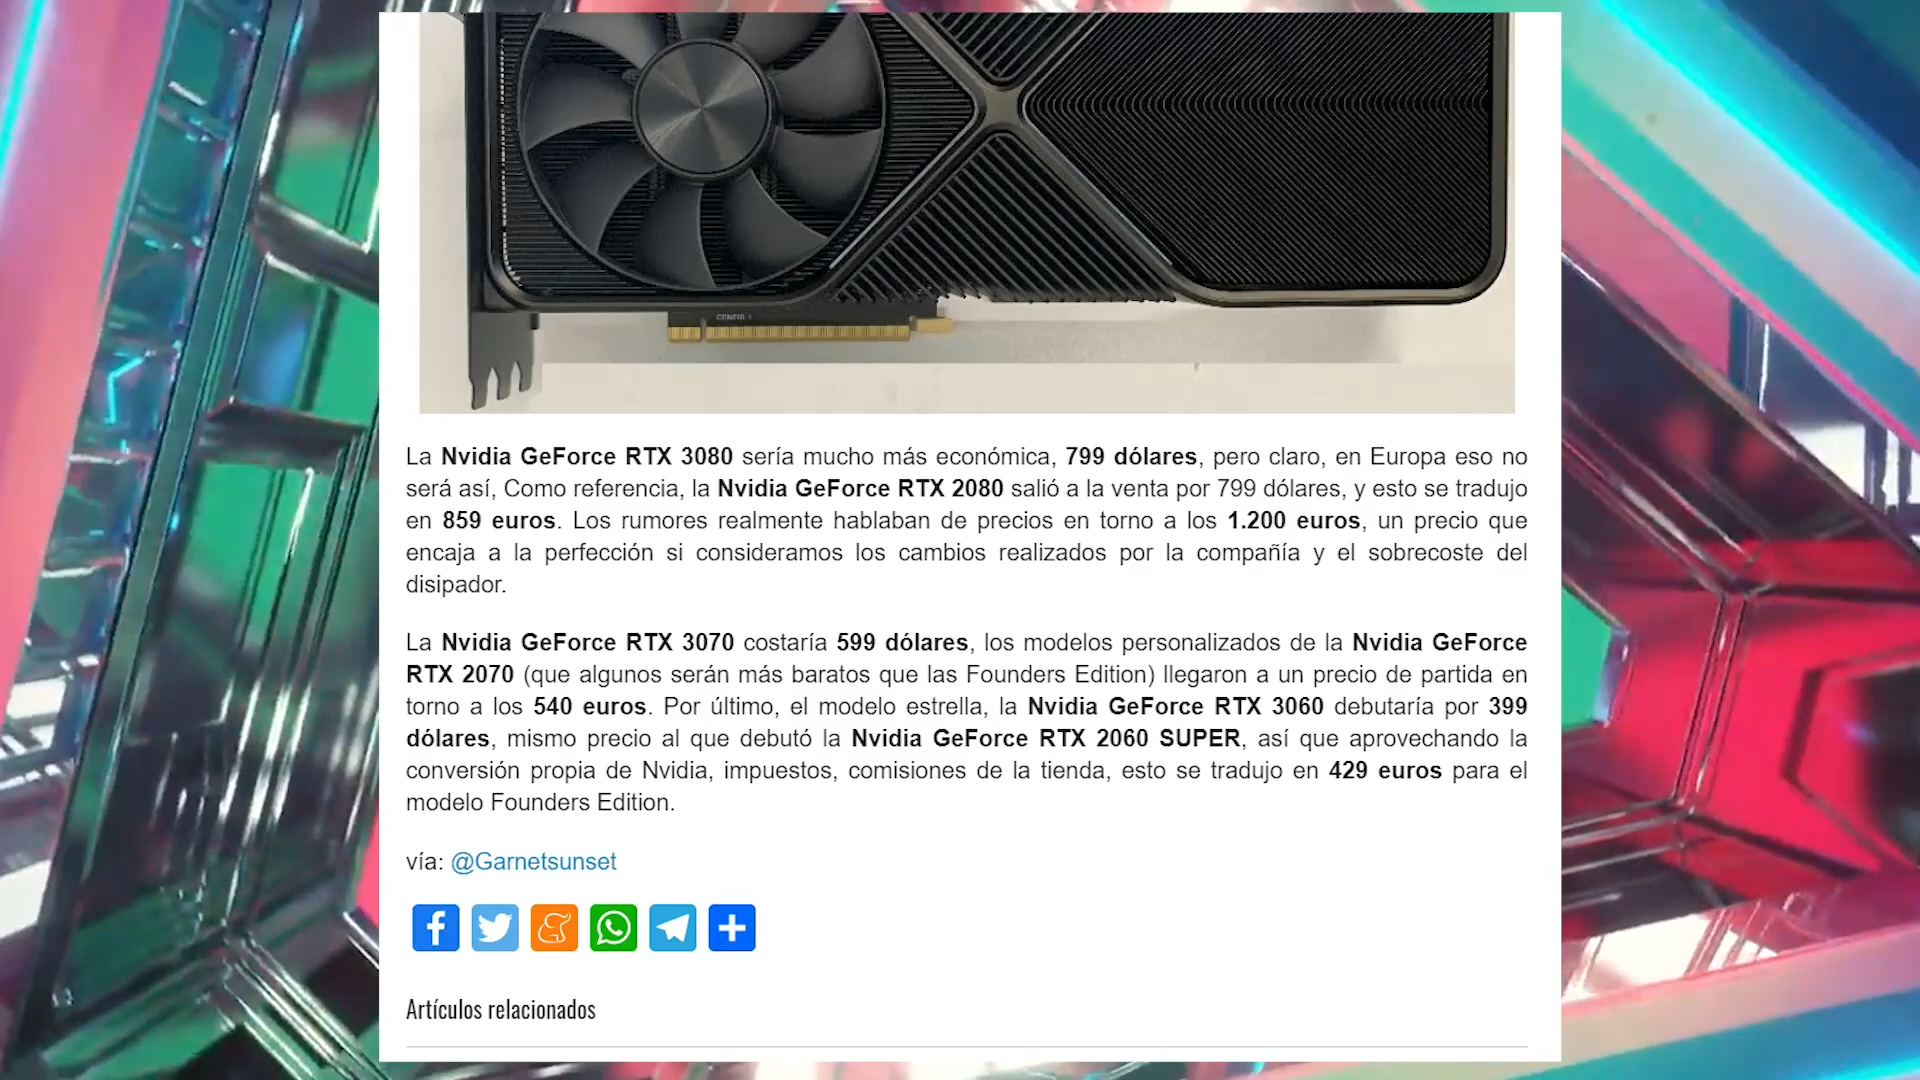 CONFIG 1
La Nvidia GeForce RTX 3080 sería mucho más económica, 799 dólares, pero claro, en Europa eso no
será así, Como referencia, la Nvidia GeForce RTX 2080 salió a la venta por 799 dólares, y esto se tradujo
en 859 euros. Los rumores realmente hablaban de precios en torno a los 1.200 euros, un precio que
encaja a la perfección si consideramos los cambios realizados por la compañía y el sobrecoste del
disipador.
La Nvidia GeForce RTX 3070 costaría 599 dólares, los modelos personalizados de la Nvidia GeForce
RTX 2070 (que algunos serán más baratos que las Founders Edition) llegaron a un precio de partida en
torno a los 540 euros. Por último, el modelo estrella, la Nvidia GeForce RTX 3060 debutaría por 399
dólares, mismo precio al que debutó la Nvidia GeForce RTX 2060 SUPER, así que aprovechando la
conversión propia de Nvidia, impuestos, comisiones de la tienda, esto se tradujo en 429 euros para el
modelo Founders Edition.
vía: @Garnetsunset
Artículos relacionados